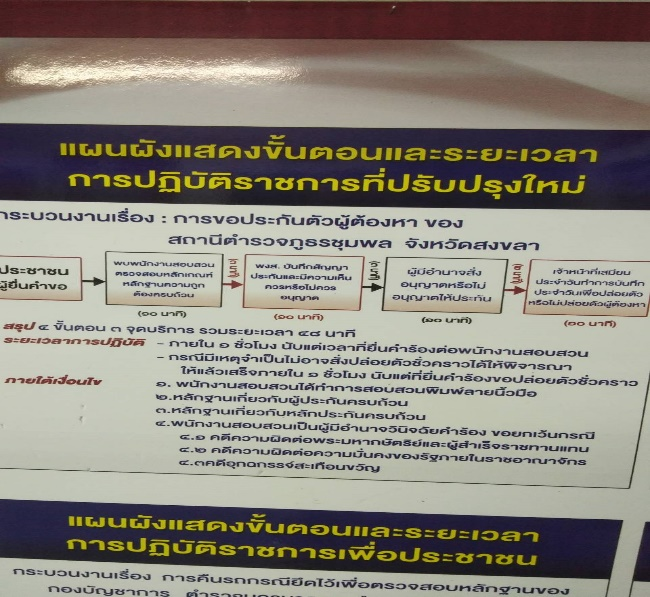 แผนผังแสดงขั้นตอนและระยะเวลา
การปฏิบัติราชการที่ปรับปรุงใหม่
กระบวนงานเรื่อง : การขอประกันตัวผู้ต้องหา ของ
สถานีตำรวจภูธรชุมพล จังหวัดสงขลา
ประชาชน
ผู้ยื่นคำขอ
พบพนักงานสอบสวน
ตรวจสอบหลักเกณฑ์
หลักฐานความถูก
ต้องครบถ้วน
(๑๐ นาที)
พงส. บันทึกสัญญา
ประกันและมีความเห็น
ควรหรือไม่ควร
อนุญาต
(๑๐ นาที)
ผู้มีอำนาจสั่ง
อนุญาตหรือไม่
อนุญาตให้ประกัน
(๑๐ นาที)
เจ้าหน้าที่เสมียน
ประจำวันทำการบันทึก
ประจำวันเพื่อปล่อยตัว
หรือไม่ปล่อยตัวผู้ต้องหา
(๑๐ นาที)
สรุป ๔ ขั้นตอน ๓ จุดบริการ รวมระยะเวลา ๔๘ นาที
ระยะเวลาการปฏิบัติ - ภายใน ๑ ชั่วโมง นับแต่เวลาที่ยื่นคำร้องต่อพนักงานสอบสวน
- กรณีมีเหตุจำเป็นไม่อาจสั่งปล่อยตัวชั่วคราวได้ให้พิจารณา
ให้แล้วเสร็จภายใน ๑ ชั่วโมง นับแต่ที่ยื่นคำร้องขอปล่อยตัวชั่วคราว
ภายใต้เงื่อนไข ๑. พนักงานสอบสวนได้ทำการสอบสวนพิมพ์ลายนิ้วมือ
๒.หลักฐานเกี่ยวกับผู้ประกันครบถ้วน
๓.หลักฐานเกี่ยวกับหลักประกันครบถ้วน
๔.พนักงานสอบสวนเป็นผู้มีอำนาจวินิจฉัยคำร้อง ขอยกเว้นกรณี
๔.๑ คดีความผิดต่อพระมหากษัตริย์และผู้สำเร็จราชการแทน
๔.๒ คดีความผิดต่อความมั่นคงของรัฐภายในราชอาณาจักร
๔.๓คดีอุกฉกรรจ์สะเทือนขวัญ
แผนผังแสดงขั้นตอนและระยะเวลา
การปฏิบัติราชการเพื่อประชาชน
กระบวนงานเรื่อง การคืนรถกรณียึดไว้เพื่อตรวจสอบหลักฐานของ
กองบัญชาการ